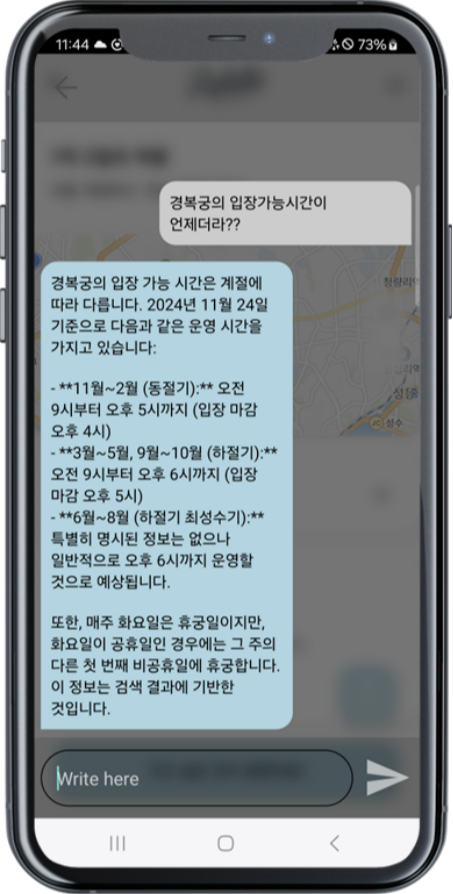 11:44
73%
경복궁의 입장가능시간이
언제더라??
경복궁의 입장 가능 시간은 계절에
따라 다릅니다. 2024년 11월 24일
기준으로 다음과 같은 운영 시간을
가지고 있습니다:
- **11월~2월 (동절기):** 오전
9시부터 오후 5시까지 (입장 마감
오후 4시)
- **3월~5월, 9월~10월 (하절기):**
오전 9시부터 오후 6시까지 (입장
마감 오후 5시)
- **6월~8월 (하절기 최성수기):**
특별히 명시된 정보는 없으나
일반적으로 오후 6시까지 운영할
것으로 예상됩니다.
또한, 매주 화요일은 휴궁일이지만,
화요일이 공휴일인 경우에는 그 주의
다른 첫 번째 비공휴일에 휴궁합니다.
이 정보는 검색 결과에 기반한
것입니다.
청량리역
성수
Write here